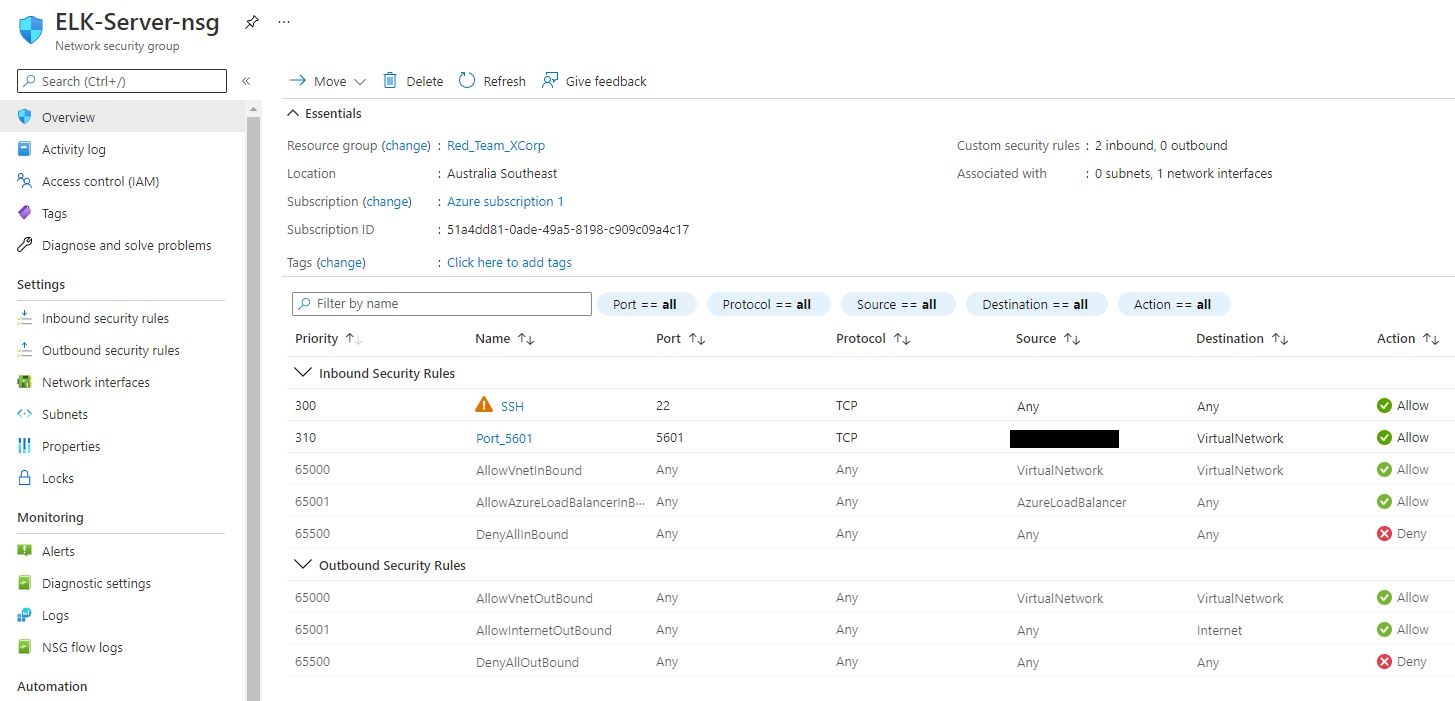 ELK-Server-nsg ...
Network security group
Search (Ctrl+/) «
Move Delete Refresh Give feedback
Overview
Activity log
Access control (IAM)
Tags
Diagnose and solve problems
Settings
Inbound security rules
Outbound security rules
Network interfaces
Subnets
Properties
Locks
Monitoring
Alerts
Diagnostic settings
Logs
NSG flow logs
Automation
Essentials
Resource group (change) : Red_Team_XCorp
Location : Australia Southeast
Subscription (change) : Azure subscription 1
Subscription ID : 51a4dd81-0ade-49a5-8198-c909c09a4c17
Tags (change) : Click here to add tags
Custom security rules : 2 inbound, 0 outbound
Associated with : 0 subnets, 1 network interfaces
Filter by name Port == all Protocol == all Source == all Destination == all Action == all
Priority Name Port Protocol Source Destination Action
Inbound Security Rules
300 SSH 22 TCP Any Any Allow
310 Port_5601 5601 TCP VirtualNetwork Allow
65000 AllowVnetInBound Any Any VirtualNetwork VirtualNetwork Allow
65001 AllowAzureLoadBalancerInB... Any Any AzureLoadBalancer Any Allow
65500 DenyAllInBound Any Any Any Any Deny
Outbound Security Rules
65000 AllowVnetOutBound Any Any VirtualNetwork VirtualNetwork Allow
65001 AllowInternetOutBound Any Any Any Internet Allow
65500 DenyAllOutBound Any Any Any Any Deny